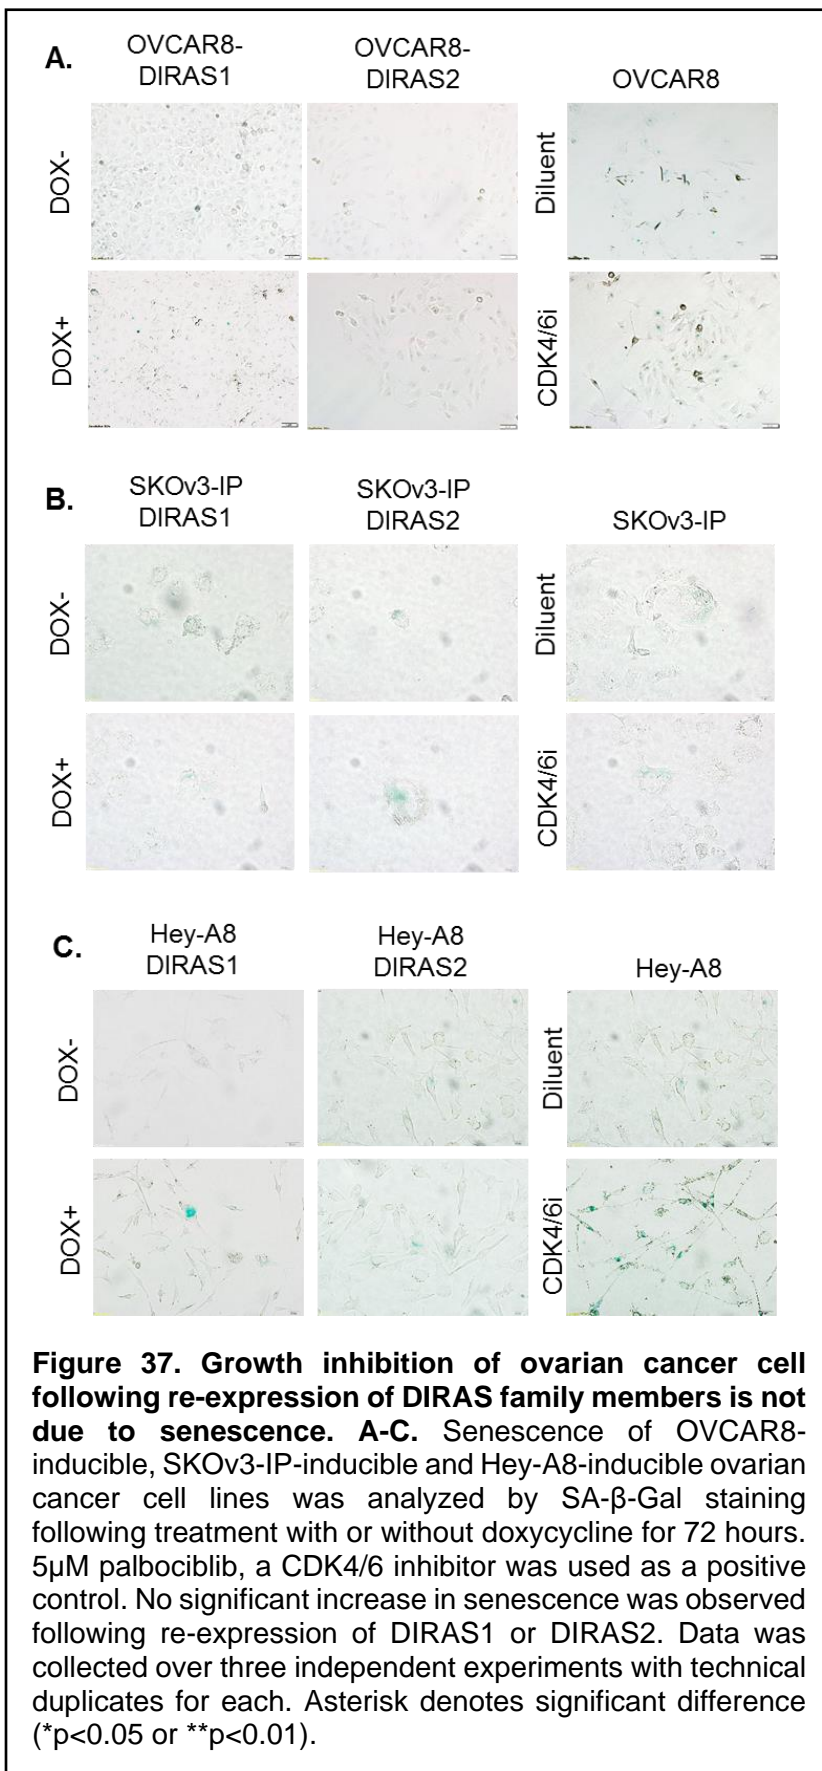 A.
OVCAR8-
DIRAS1
OVCAR8-
DIRAS2
OVCAR8
DOX-
Diluent
DOX+
CDK4/6i
B.
SKOv3-IP
DIRAS1
SKOv3-IP
DIRAS2
SKOv3-IP
DOX-
Diluent
DOX+
CDK4/6i
C.
Hey-A8
DIRAS1
Hey-A8
DIRAS2
Hey-A8
DOX-
Diluent
DOX+
CDK4/6i
Figure 37. Growth inhibition of ovarian cancer cell
following re-expression of DIRAS family members is not
due to senescence. A-C. Senescence of OVCAR8-
inducible, SKOv3-IP-inducible and Hey-A8-inducible ovarian
cancer cell lines was analyzed by SA-β-Gal staining
following treatment with or without doxycycline for 72 hours.
5µM palbociblib, a CDK4/6 inhibitor was used as a positive
control. No significant increase in senescence was observed
following re-expression of DIRAS1 or DIRAS2. Data was
collected over three independent experiments with technical
duplicates for each. Asterisk denotes significant difference
(*p<0.05 or **p<0.01).